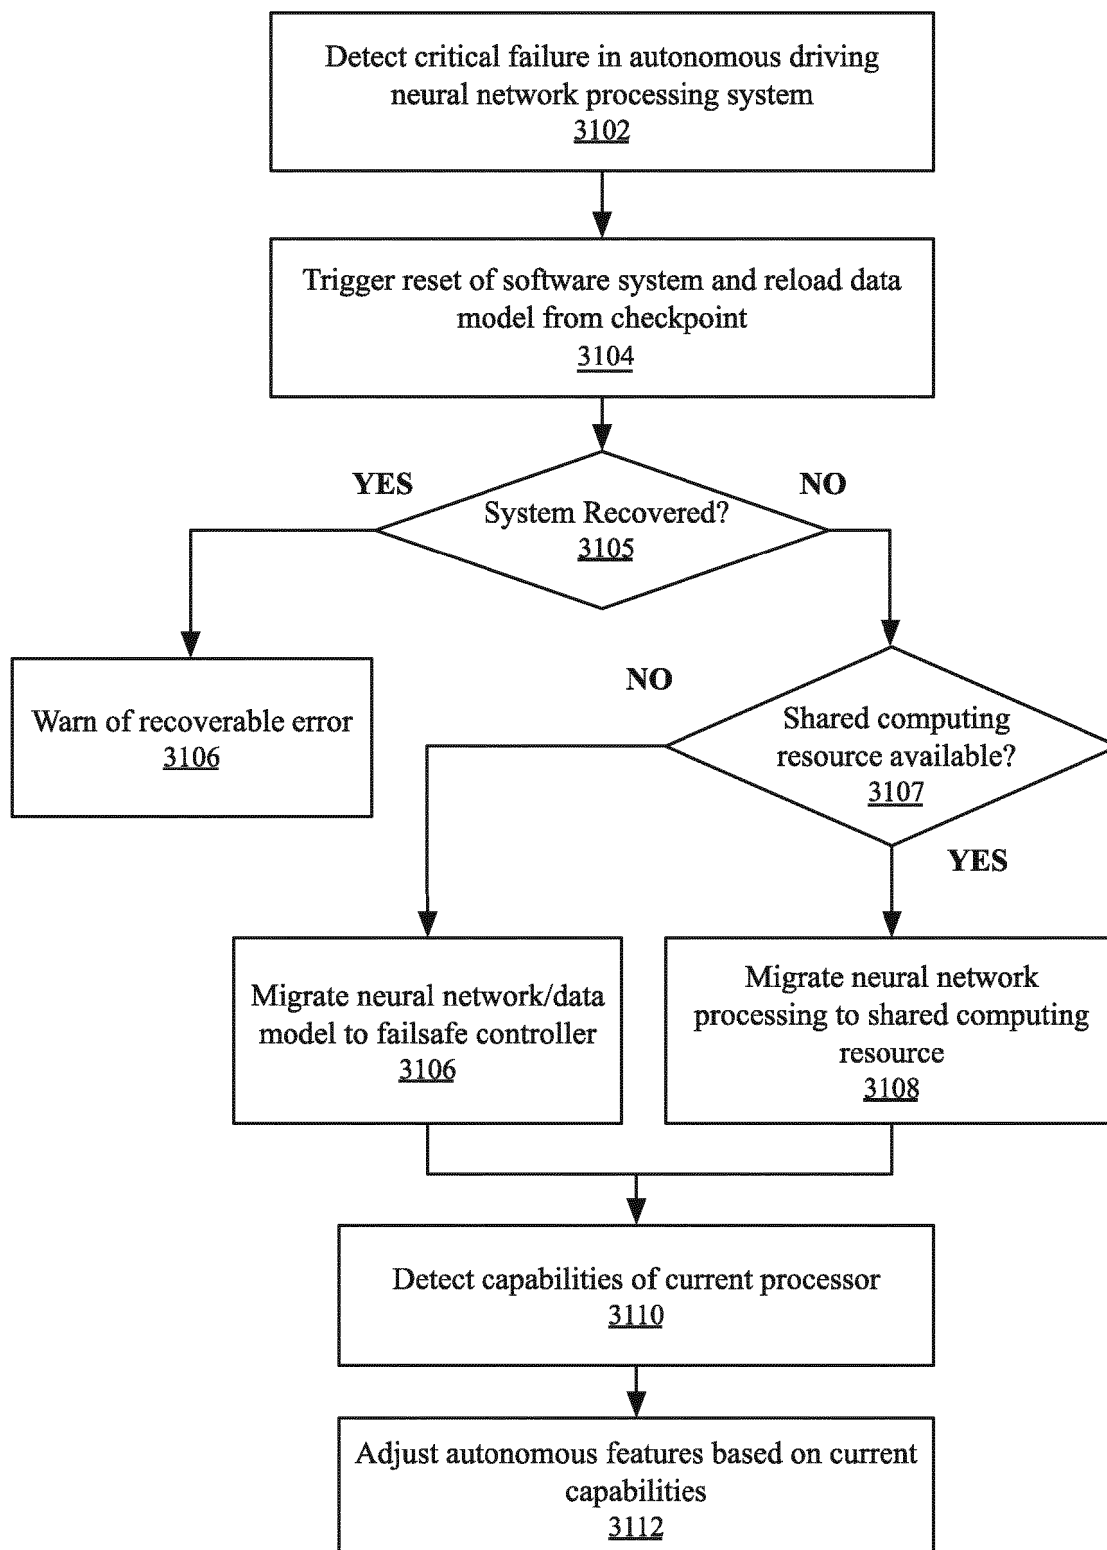 Detect critical failure in autonomous driving
neural network processing system
3102
Trigger reset of software system and reload data
model from checkpoint
3104
YES
NO
System Recovered?
3105
Warn of recoverable error
3106
NO
Shared computing
resource available?
3107
YES
Migrate neural network/data
model to failsafe controller
3106
Migrate neural network
processing to shared computing
resource
3108
Detect capabilities of current processor
3110
Adjust autonomous features based on current
capabilities
3112